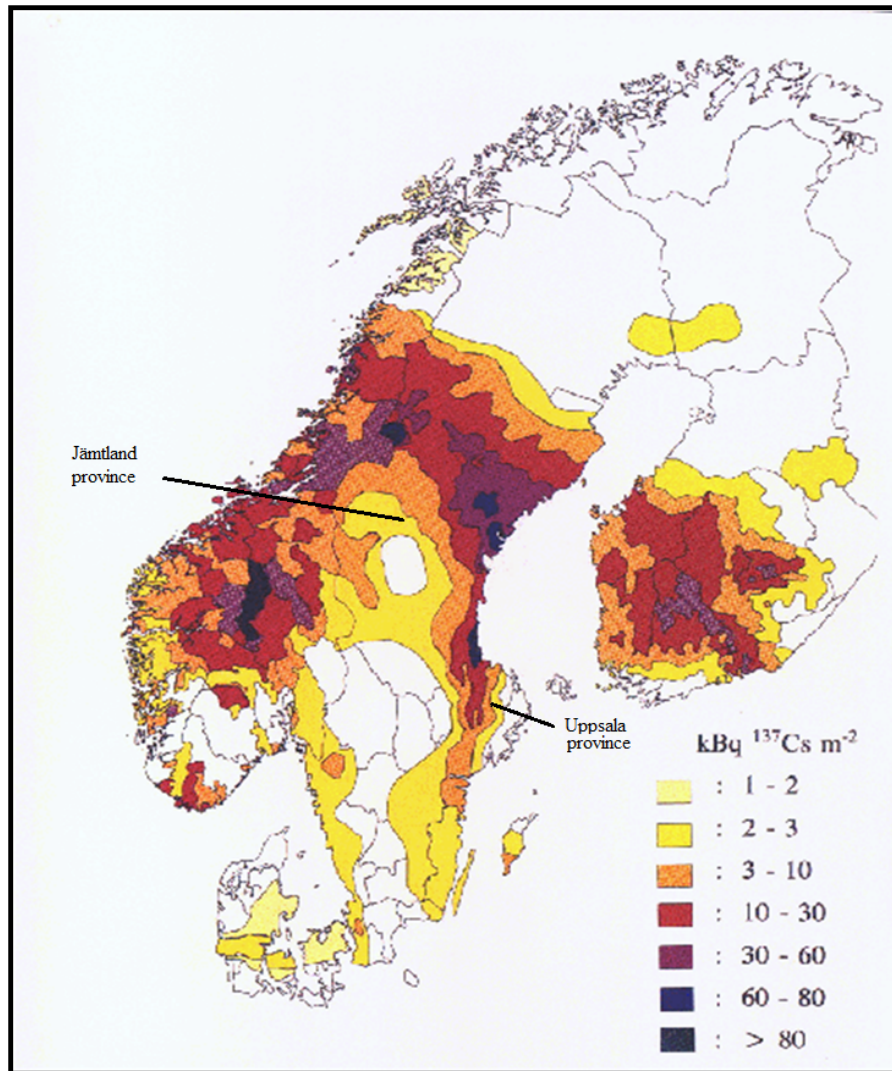 Jämtland
province
Uppsala
province
kBq ¹³⁷Cs m⁻²
: 1 - 2
: 2 - 3
: 3 - 10
: 10 - 30
: 30 - 60
: 60 - 80
: > 80